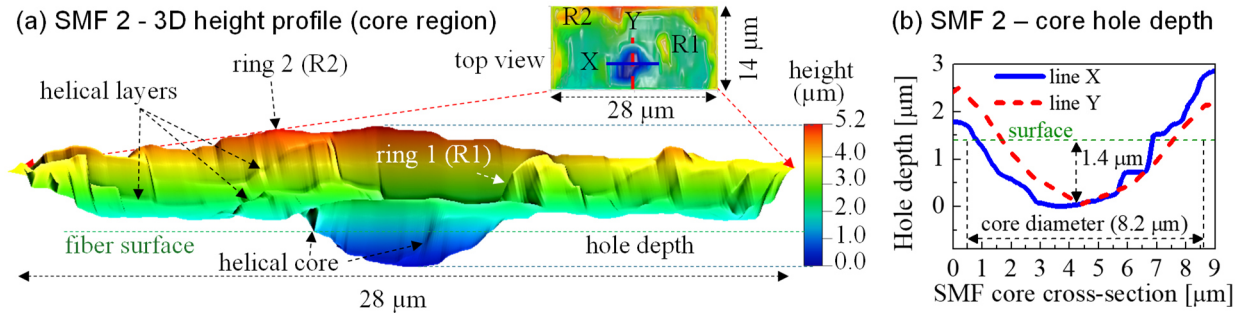 (a) SMF 2 - 3D height profile (core region)
R2
Y
R1
X
top view
14 μm
28 μm
ring 2 (R2)
helical layers
height
(μm)
5.2
4.0
3.0
2.0
1.0
0.0
ring 1 (R1)
fiber surface
helical core
hole depth
28 μm
(b) SMF 2 – core hole depth
3
2
1
0
Hole depth [μm]
line X
line Y
surface
1.4 μm
core diameter (8.2 μm)
0 1 2 3 4 5 6 7 8 9
SMF core cross-section [μm]